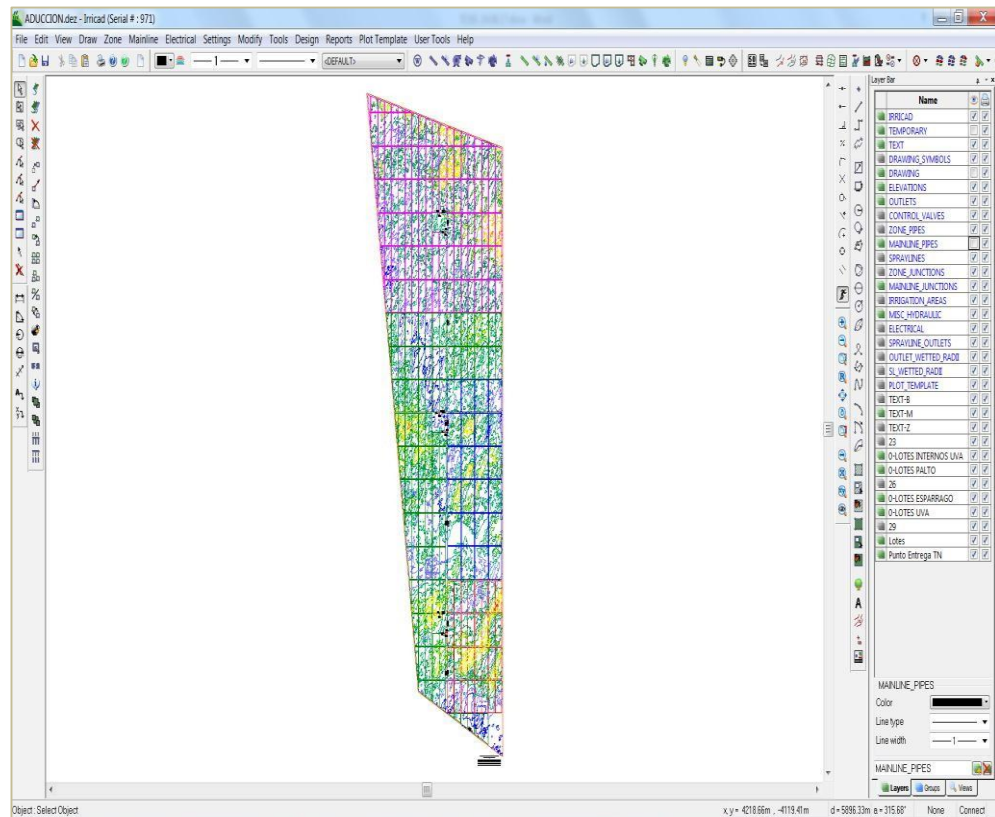 ADUCCION.dez - Irricad (Serial # : 971)
File Edit View Draw Zone Mainline Electrical Settings Modify Tools Design Reports Plot Template User Tools Help
1
<DEFAULT>
Layer Bar
Name
IRRICAD
TEMPORARY
TEXT
DRAWING_SYMBOLS
DRAWING
ELEVATIONS
OUTLETS
CONTROL_VALVES
ZONE_PIPES
MAINLINE_PIPES
SPRAYLINES
ZONE_JUNCTIONS
MAINLINE_JUNCTIONS
IRRIGATION_AREAS
MISC_HYDRAULIC
ELECTRICAL
SPRAYLINE_OUTLETS
OUTLET_WETTED_RADII
SL_WETTED_RADII
PLOT_TEMPLATE
TEXT-B
TEXT-M
TEXT-Z
23
0-LOTES INTERNOS UVA
0-LOTES PALTO
26
0-LOTES ESPARRAGO
0-LOTES UVA
29
Lotes
Punto Entrega TN
MAINLINE_PIPES
Color
Line type
Line width
1
MAINLINE_PIPES
Layers Groups Views
Object : Select Object
x, y = 4218.66m , -4119.41m
d = 5896.33m a = 315.68°
None
Connect